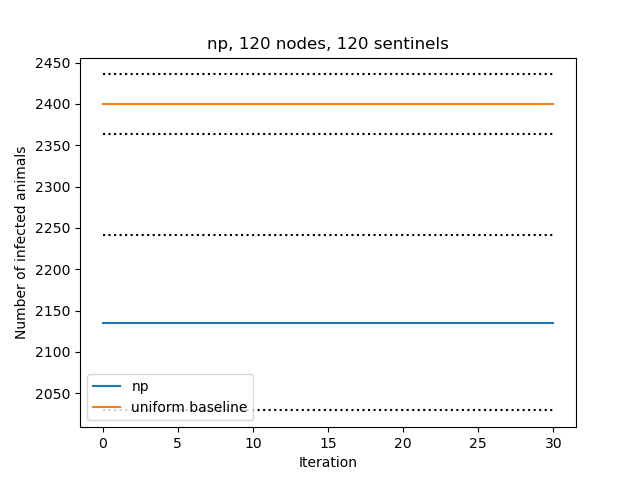 np, 120 nodes, 120 sentinels
2450
2400
2350
2300
2250
2200
2150
2100
2050
Number of infected animals
np
uniform baseline
0 5 10 15 20 25 30
Iteration